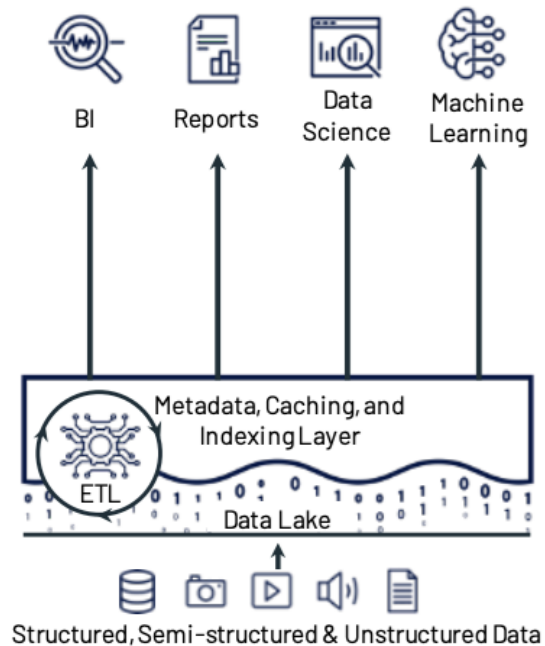 BI
Reports
Data
Science
Machine
Learning
Metadata, Caching, and
Indexing Layer
ETL
Data Lake
Structured, Semi-structured & Unstructured Data